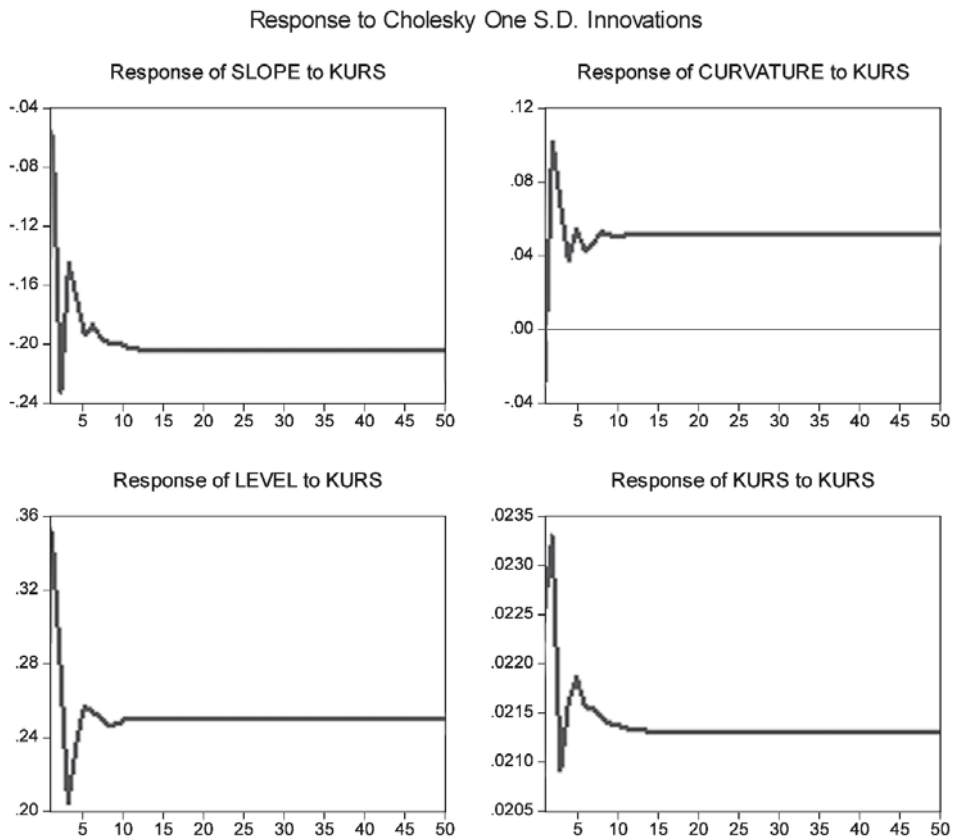 Response to Cholesky One S.D. Innovations
Response of SLOPE to KURS
-.04
-.08
-.12
-.16
-.20
-.24
5 10 15 20 25 30 35 40 45 50
Response of CURVATURE to KURS
.12
.08
.04
.00
-.04
5 10 15 20 25 30 35 40 45 50
Response of LEVEL to KURS
.36
.32
.28
.24
.20
5 10 15 20 25 30 35 40 45 50
Response of KURS to KURS
.0235
.0230
.0225
.0220
.0215
.0210
.0205
5 10 15 20 25 30 35 40 45 50